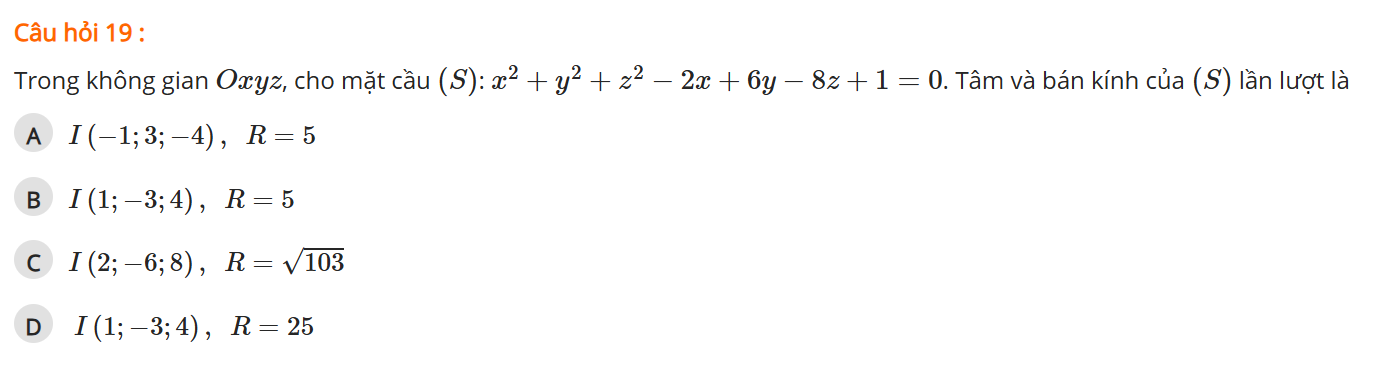 Câu hỏi 19 :
Trong không gian Oxyz, cho mặt cầu (S): x² + y² + z² − 2x + 6y − 8z + 1 = 0. Tâm và bán kính của (S) lần lượt là
A I (−1; 3; −4) , R = 5
B I (1; −3; 4) , R = 5
C I (2; −6; 8) , R = √103
D I (1; −3; 4) , R = 25